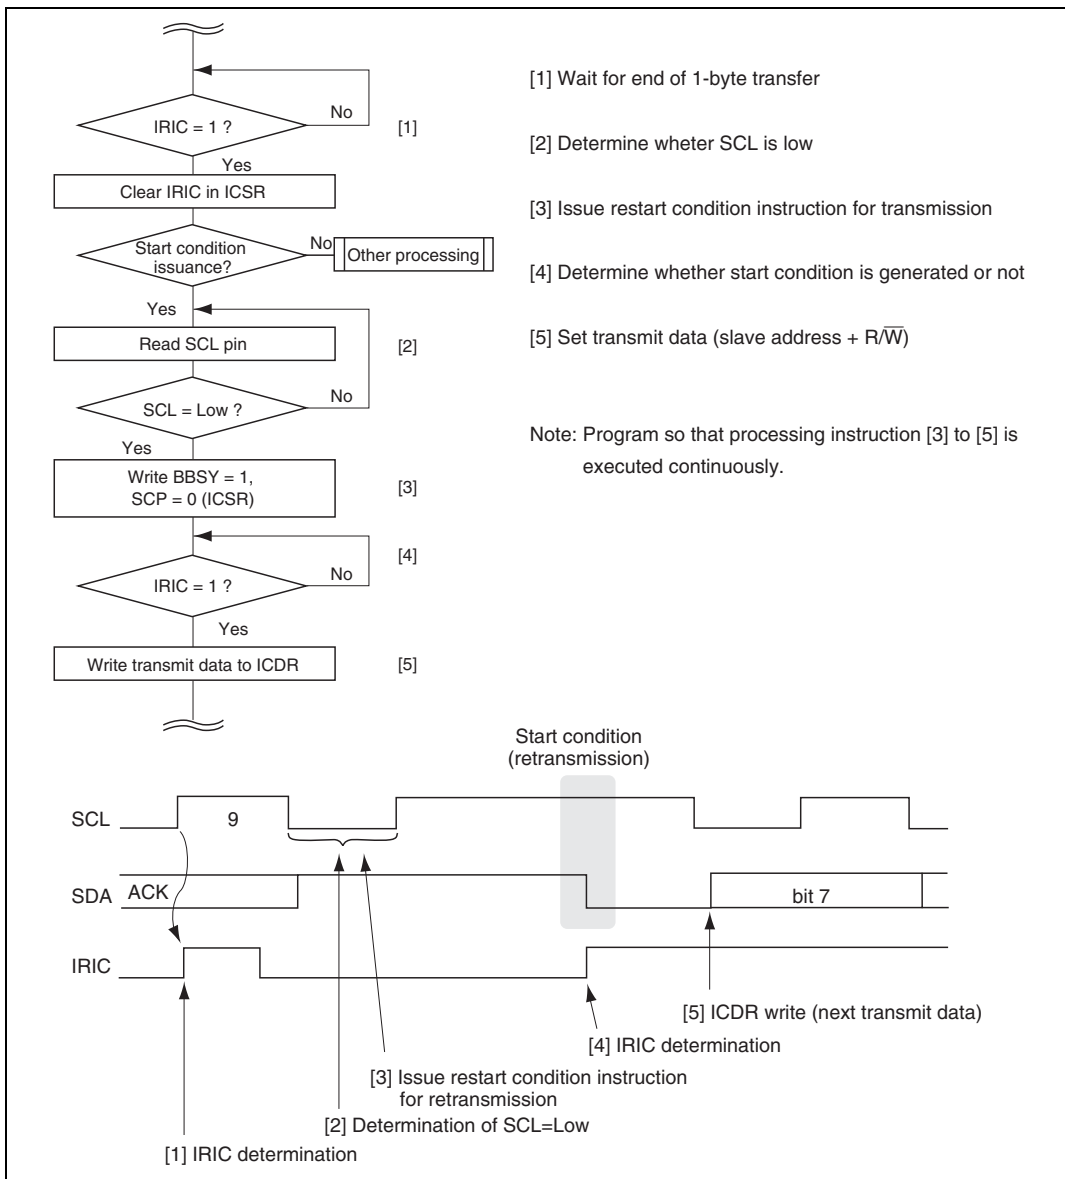 No
IRIC = 1 ?
[1]
Yes
Clear IRIC in ICSR
Start condition
issuance?
No
Other processing
Yes
Read SCL pin
[2]
No
SCL = Low ?
Yes
Write BBSY = 1,
SCP = 0 (ICSR)
[3]
[4]
No
IRIC = 1 ?
Yes
Write transmit data to ICDR
[5]
[1] Wait for end of 1-byte transfer
[2] Determine wheter SCL is low
[3] Issue restart condition instruction for transmission
[4] Determine whether start condition is generated or not
[5] Set transmit data (slave address + R/W̅)
Note: Program so that processing instruction [3] to [5] is
executed continuously.
Start condition
(retransmission)
SCL
9
SDA
ACK
bit 7
IRIC
[5] ICDR write (next transmit data)
[4] IRIC determination
[3] Issue restart condition instruction
for retransmission
[2] Determination of SCL=Low
[1] IRIC determination